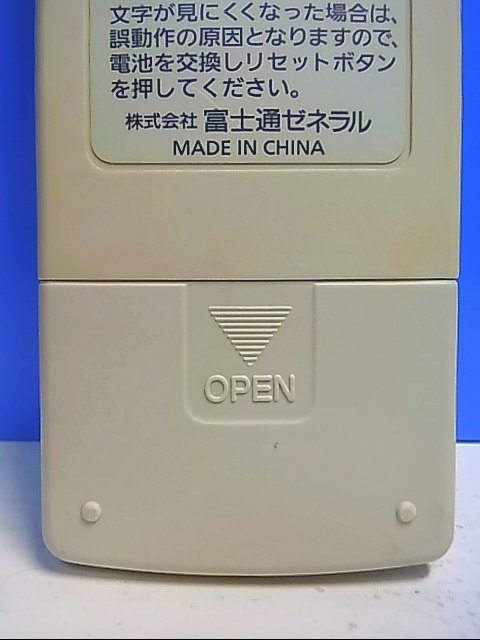 文字が見にくくなった場合は、
誤動作の原因となりますので、
電池を交換しリセットボタン
を押してください。
株式会社 富士通ゼネラル
MADE IN CHINA
OPEN